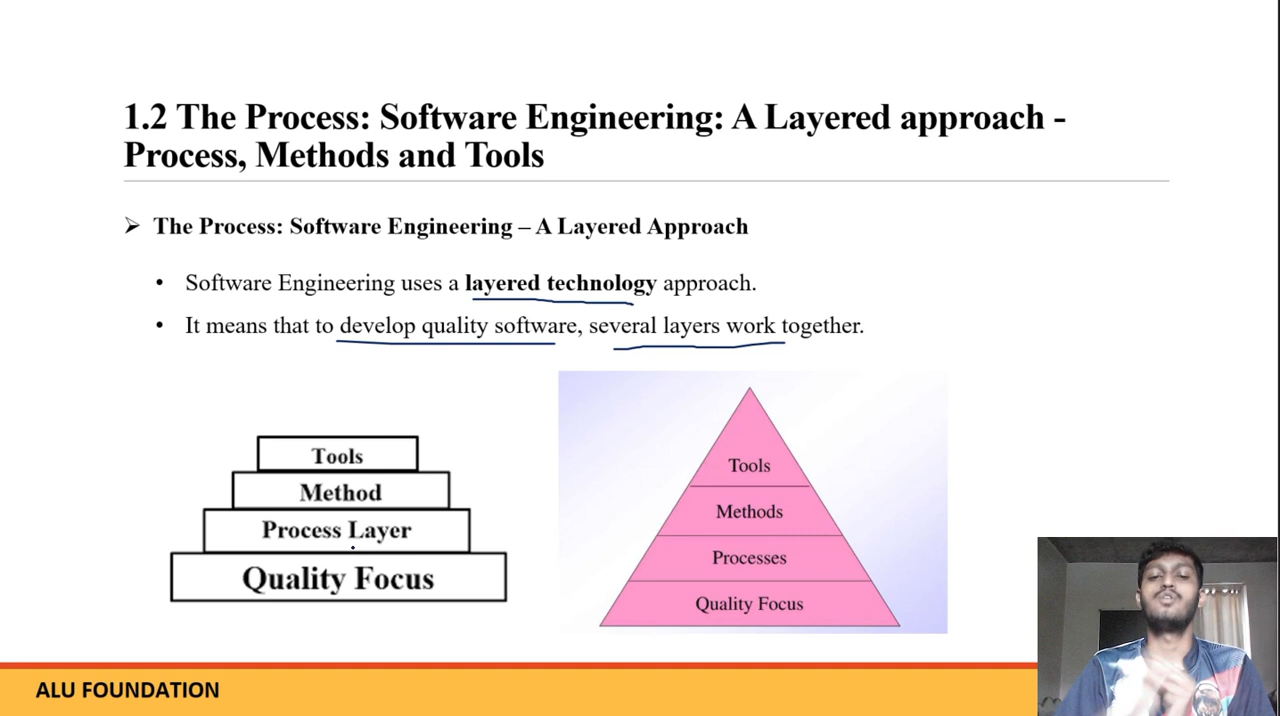 1.2 The Process: Software Engineering: A Layered approach -
Process, Methods and Tools
➢ The Process: Software Engineering – A Layered Approach
• Software Engineering uses a layered technology approach.
• It means that to develop quality software, several layers work together.
Tools
Method
Process Layer
Quality Focus
Tools
Methods
Processes
Quality Focus
ALU FOUNDATION